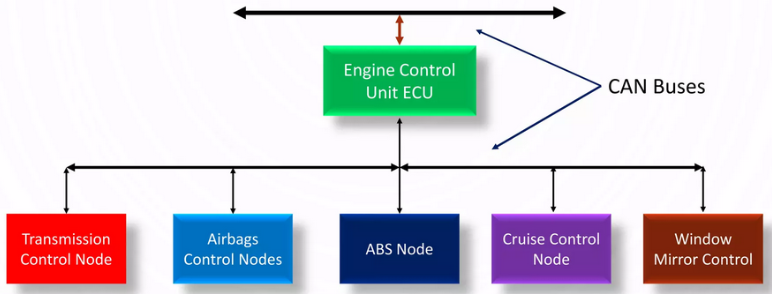 Engine Control
Unit ECU
CAN Buses
Transmission
Control Node
Airbags
Control Nodes
ABS Node
Cruise Control
Node
Window
Mirror Control